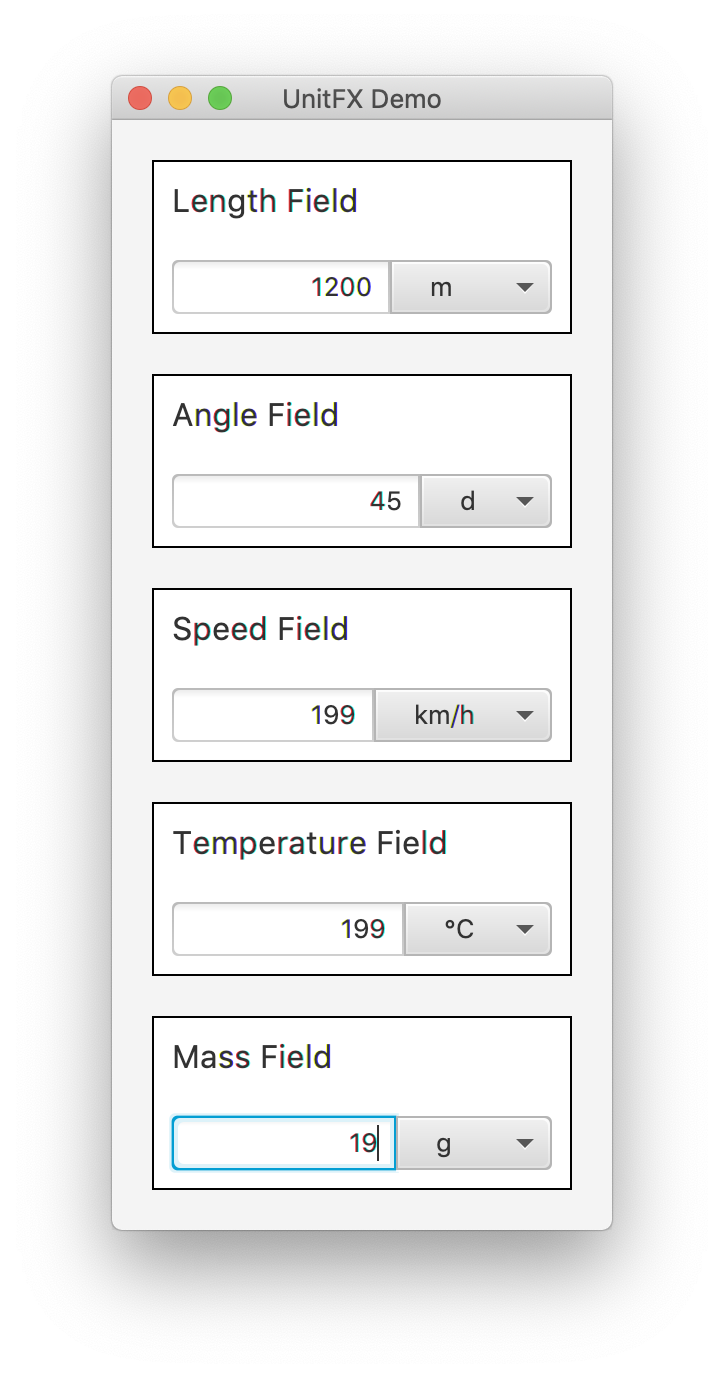 UnitFX Demo
Length Field
1200 m
Angle Field
45 d
Speed Field
199 km/h
Temperature Field
199 °C
Mass Field
19 g